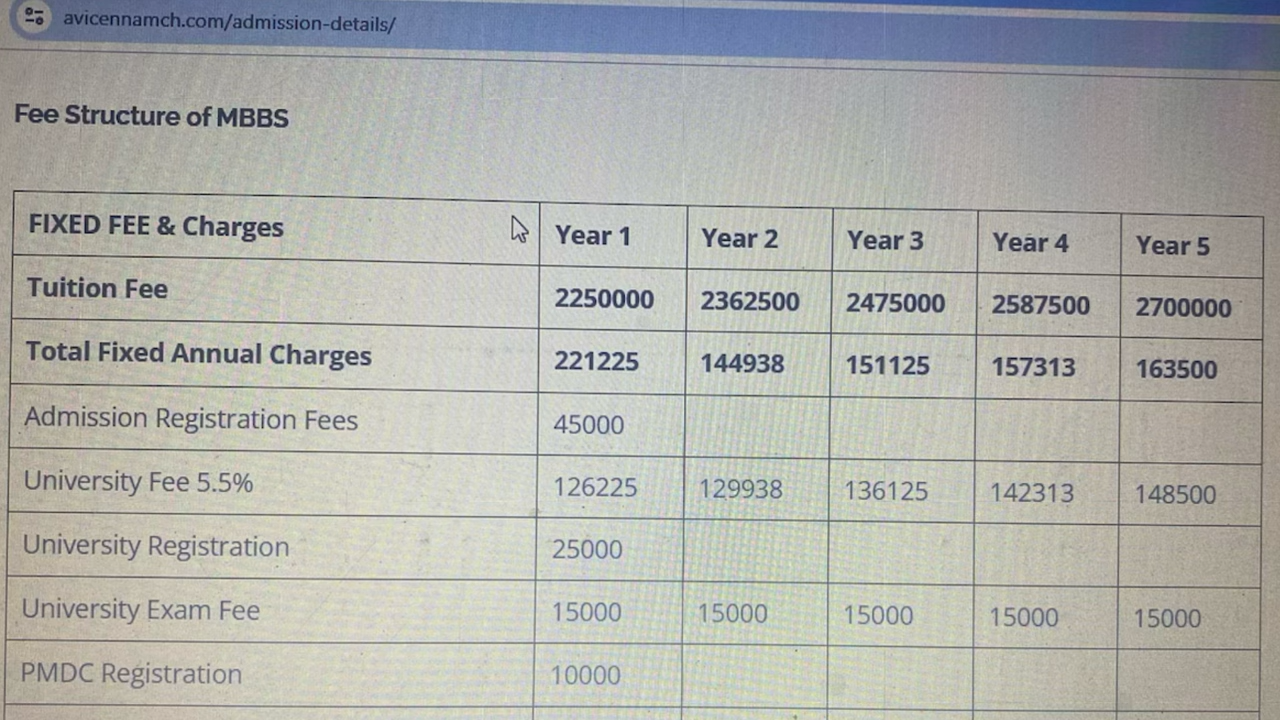 avicennamch.com/admission-details/
Fee Structure of MBBS
FIXED FEE & Charges Year 1 Year 2 Year 3 Year 4 Year 5
Tuition Fee 2250000 2362500 2475000 2587500 2700000
Total Fixed Annual Charges 221225 144938 151125 157313 163500
Admission Registration Fees 45000
University Fee 5.5% 126225 129938 136125 142313 148500
University Registration 25000
University Exam Fee 15000 15000 15000 15000 15000
PMDC Registration 10000